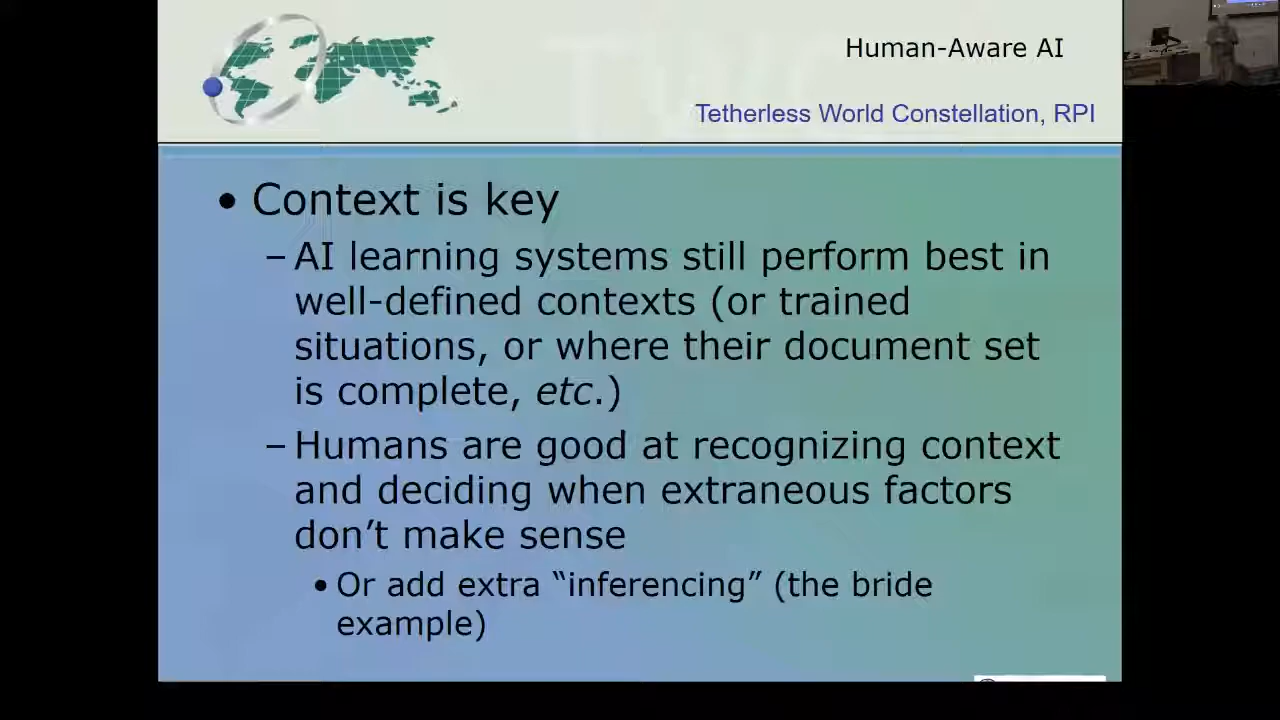 Human-Aware AI
Tetherless World Constellation, RPI
• Context is key
– AI learning systems still perform best in
well-defined contexts (or trained
situations, or where their document set
is complete, etc.)
– Humans are good at recognizing context
and deciding when extraneous factors
don’t make sense
• Or add extra “inferencing” (the bride
example)